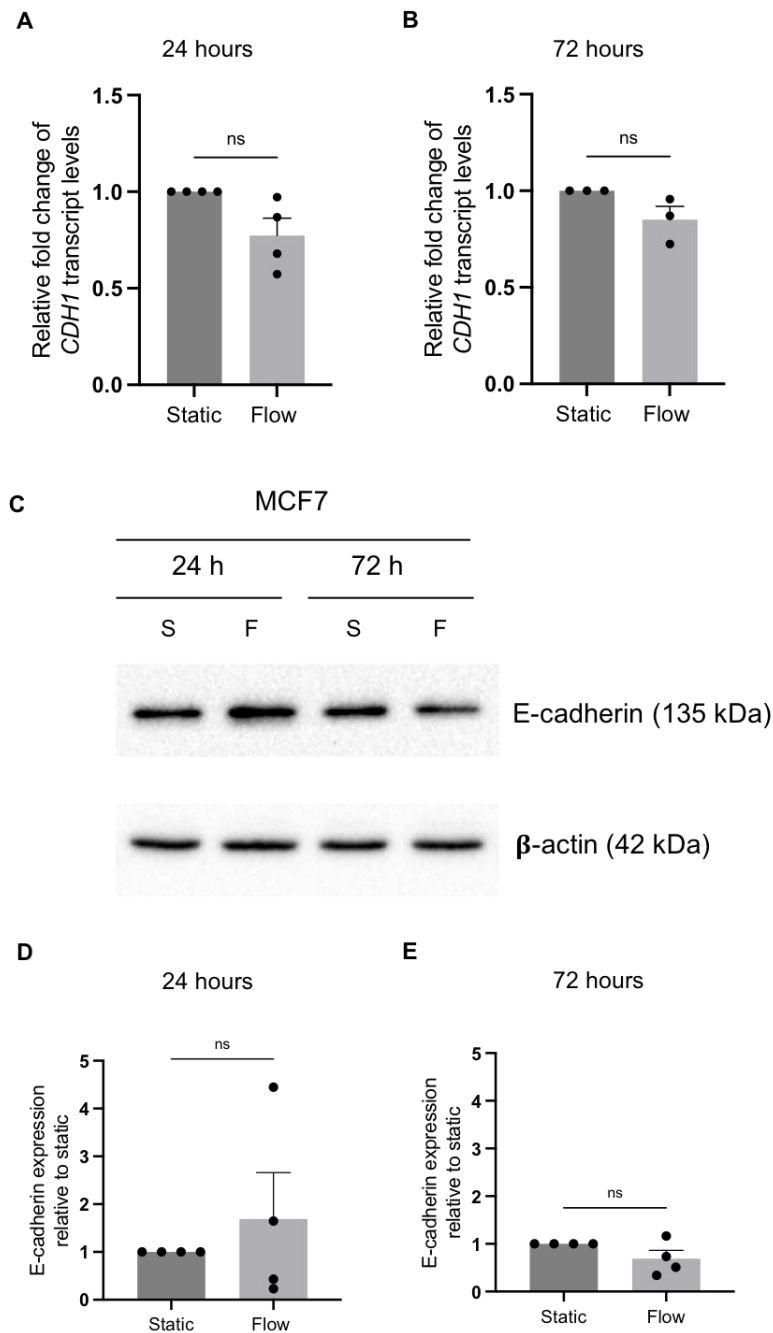 A
24 hours
Relative fold change of
CDH1 transcript levels
1.5
1.0
0.5
0.0
ns
Static Flow
B
72 hours
Relative fold change of
CDH1 transcript levels
1.5
1.0
0.5
0.0
ns
Static Flow
C
MCF7
24 h 72 h
S F S F
E-cadherin (135 kDa)
β-actin (42 kDa)
D
24 hours
E-cadherin expression
relative to static
5
4
3
2
1
0
ns
Static Flow
E
72 hours
E-cadherin expression
relative to static
5
4
3
2
1
0
ns
Static Flow